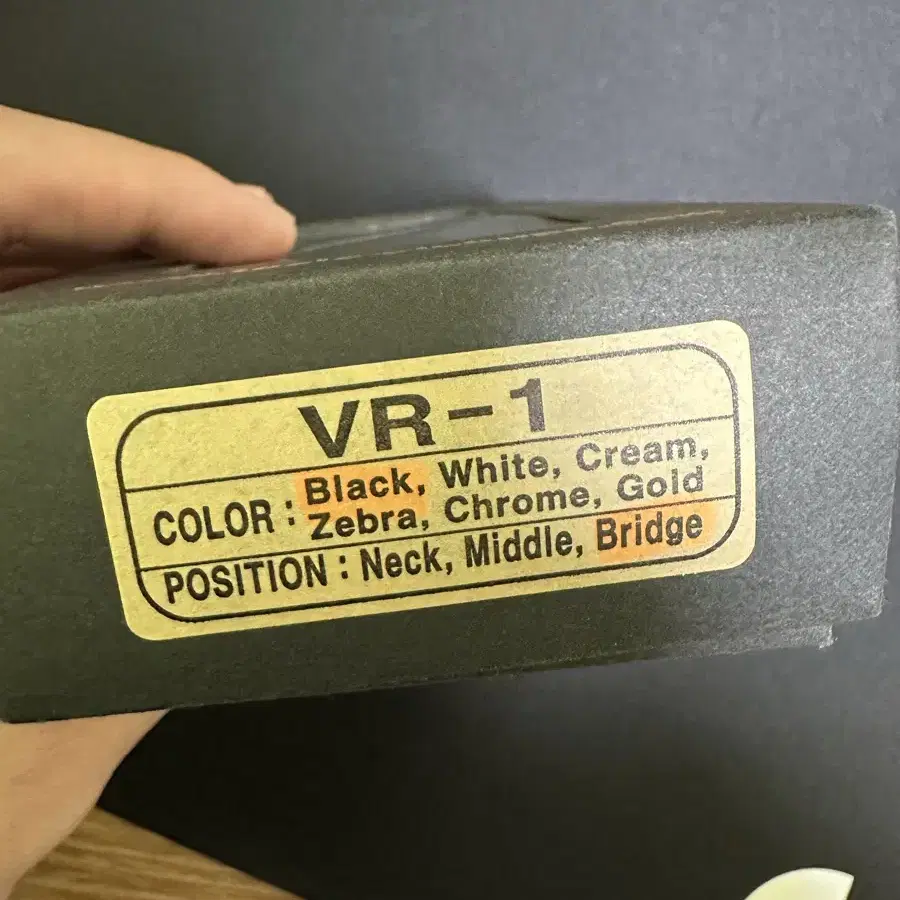 VR-1
COLOR : Black, White, Cream,
Zebra, Chrome, Gold
POSITION : Neck, Middle, Bridge